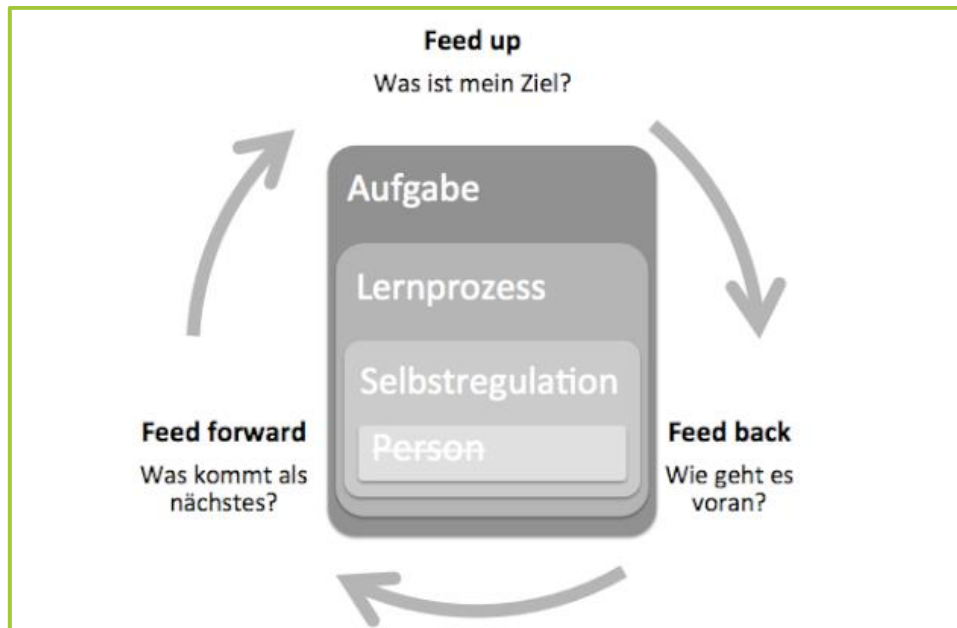 Feed up
Was ist mein Ziel?
Aufgabe
Lernprozess
Selbstregulation
Person
Feed forward
Was kommt als
nächstes?
Feed back
Wie geht es
voran?